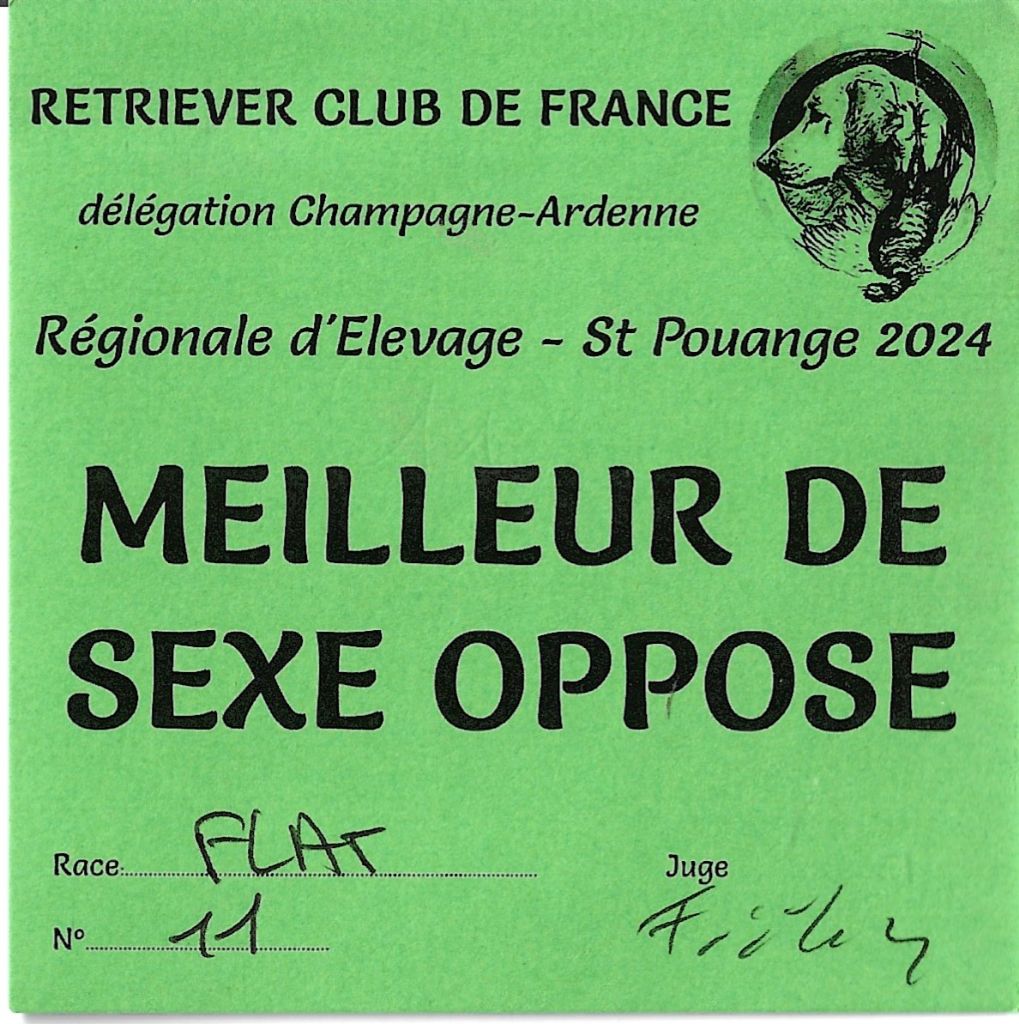 RETRIEVER CLUB DE FRANCE
délégation Champagne-Ardenne
Régionale d'Elevage - St Pouange 2024
MEILLEUR DE
SEXE OPPOSE
Race: FLAT
Juge
N° 11